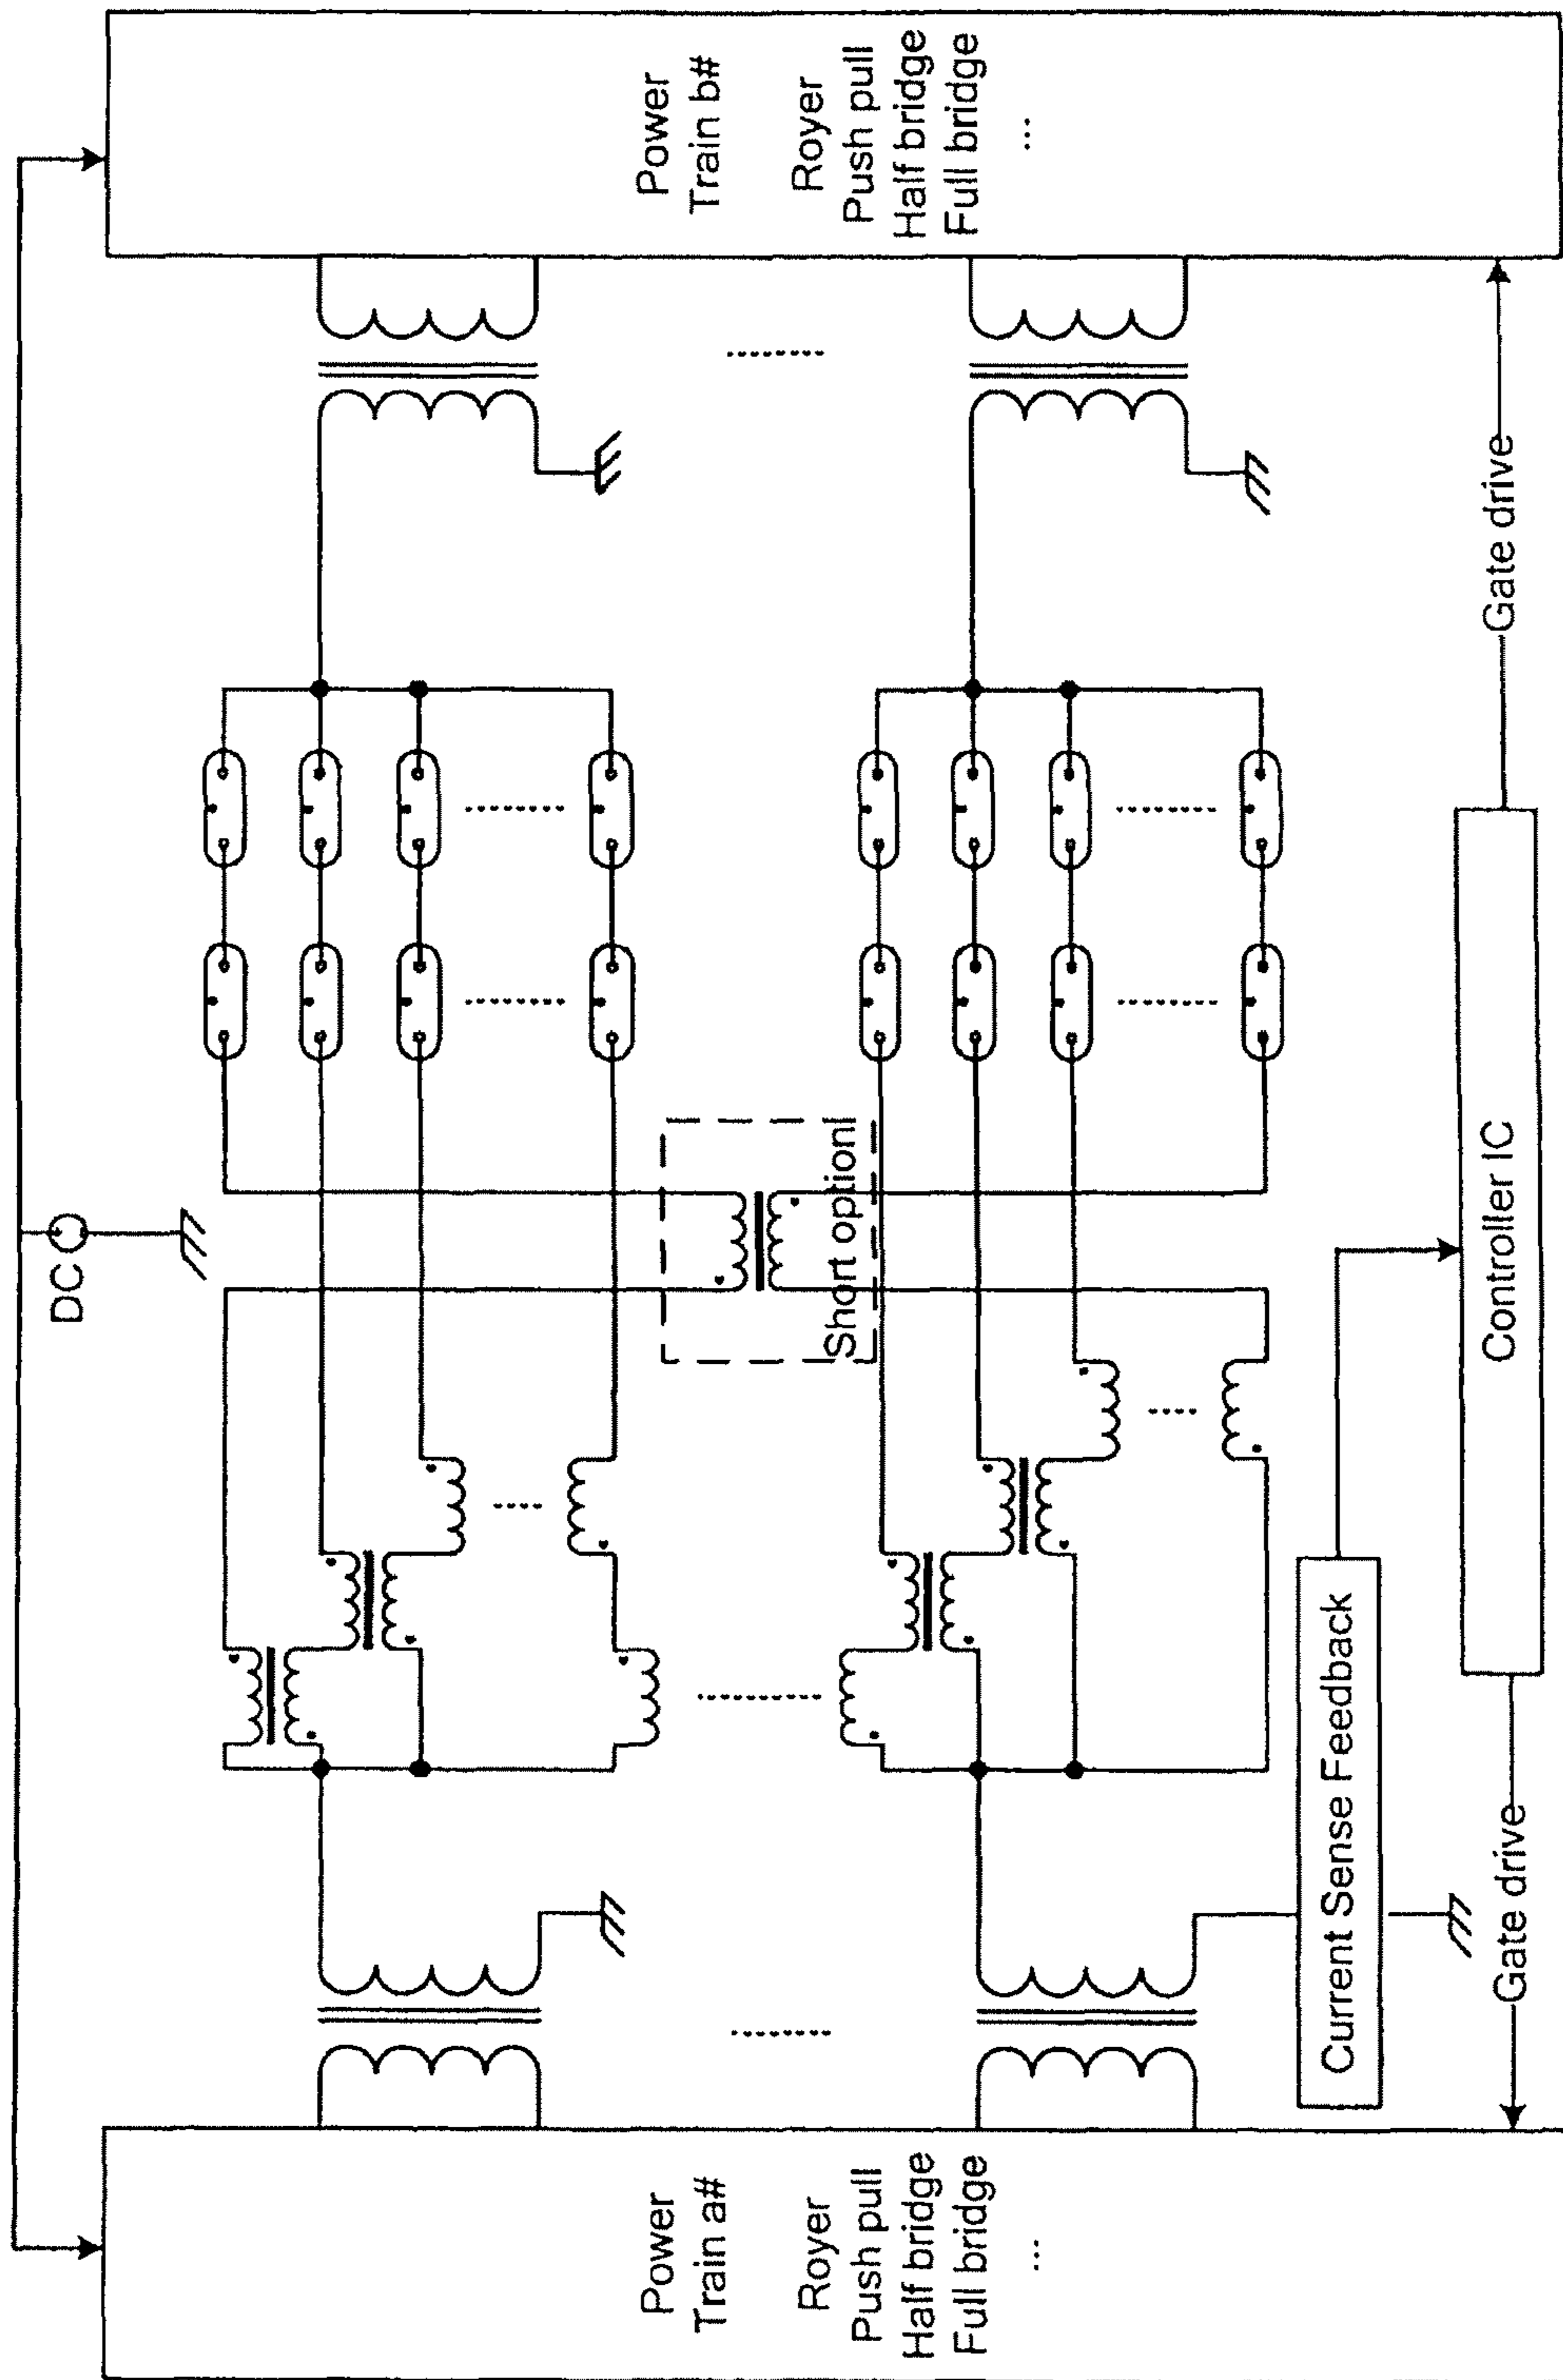 DC
Power
Train a#
Royer
Push pull
Half bridge
Full bridge
...
Power
Train b#
Royer
Push pull
Half bridge
Full bridge
...
Short option
Current Sense Feedback
Gate drive
Controller IC
Gate drive